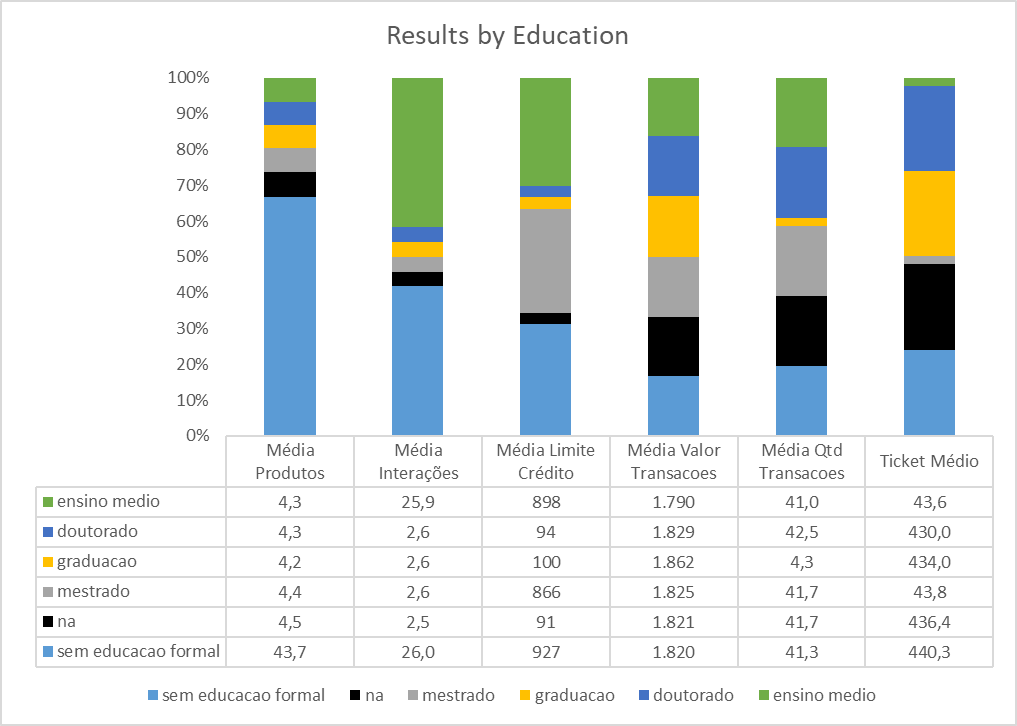 Results by Education
100%
90%
80%
70%
60%
50%
40%
30%
20%
10%
0%
Média Produtos Média Interações Média Limite Crédito Média Valor Transacoes Média Qtd Transacoes Ticket Médio
ensino medio 4,3 25,9 898 1.790 41,0 43,6
doutorado 4,3 2,6 94 1.829 42,5 430,0
graduacao 4,2 2,6 100 1.862 4,3 434,0
mestrado 4,4 2,6 866 1.825 41,7 43,8
na 4,5 2,5 91 1.821 41,7 436,4
sem educacao formal 43,7 26,0 927 1.820 41,3 440,3
sem educacao formal na mestrado graduacao doutorado ensino medio